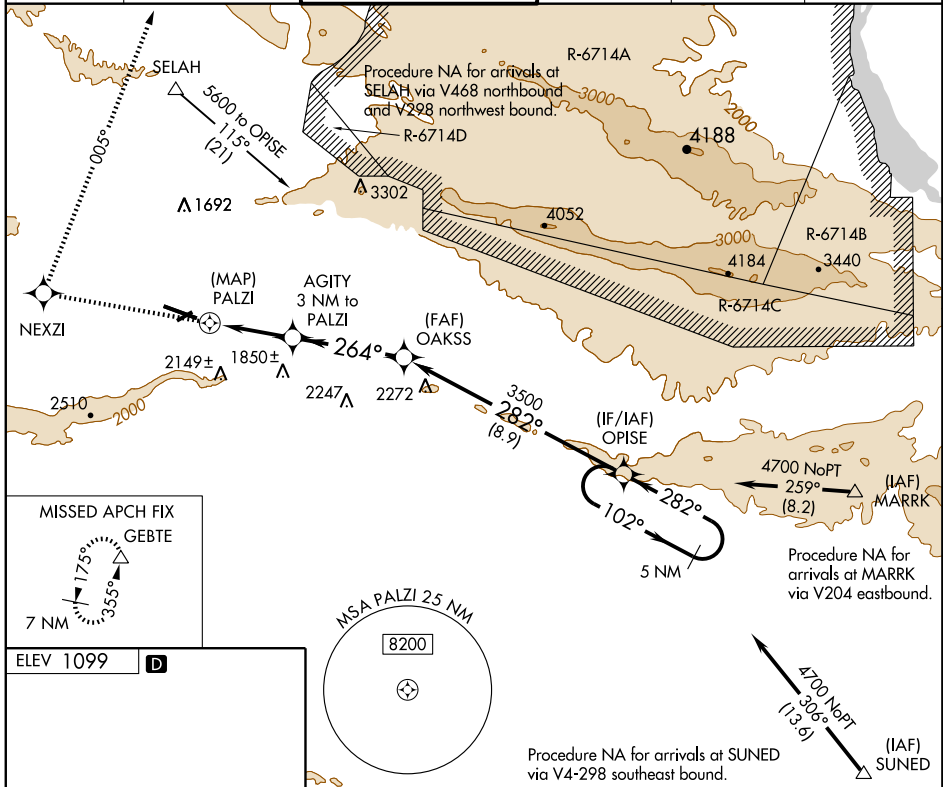 SELAH
5600 to OPISE
115°
(21)
005°
R-6714A
Procedure NA for arrivals at
SELAH via V468 northbound
and V298 northwest bound.
3000
2000
R-6714D
4188
3302
1692
4052
3000
R-6714B
4184
3440
R-6714C
NEXZI
(MAP)
PALZI
AGITY
3 NM to
PALZI
(FAF)
OAKSS
264°
2149±
1850±
2247
2272
2510
2000
3500
282°
(8.9)
(IF/IAF)
OPISE
282°
102°
5 NM
4700 NoPT
259°
(8.2)
(IAF)
MARRK
Procedure NA for
arrivals at MARRK
via V204 eastbound.
MISSED APCH FIX
GEBTE
175°
355°
7 NM
MSA PALZI 25 NM
8200
ELEV 1099 D
4700 NoPT
306°
(13.6)
(IAF)
SUNED
Procedure NA for arrivals at SUNED
via V4-298 southeast bound.